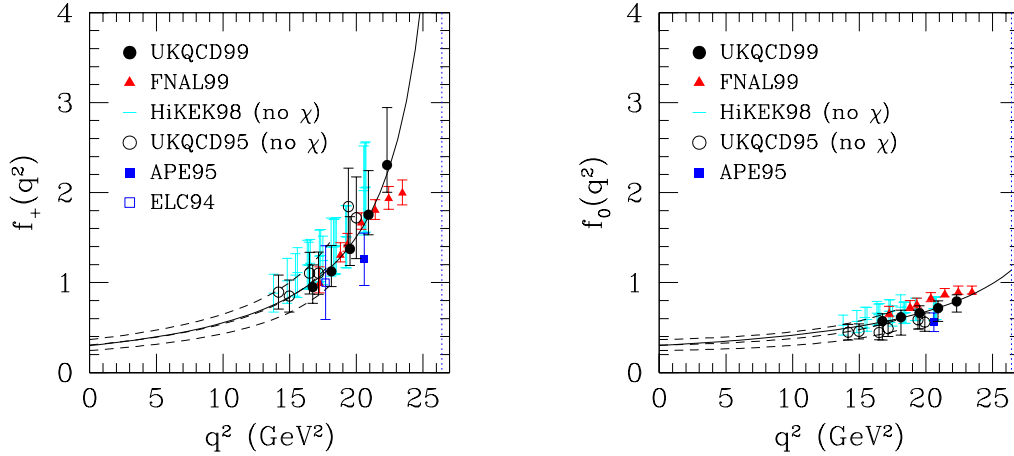 4
3
2
1
0
f₊(q²)
UKQCD99
FNAL99
HiKEK98 (no χ)
UKQCD95 (no χ)
APE95
ELC94
0 5 10 15 20 25
q² (GeV²)
4
3
2
1
0
f₀(q²)
UKQCD99
FNAL99
HiKEK98 (no χ)
UKQCD95 (no χ)
APE95
0 5 10 15 20 25
q² (GeV²)